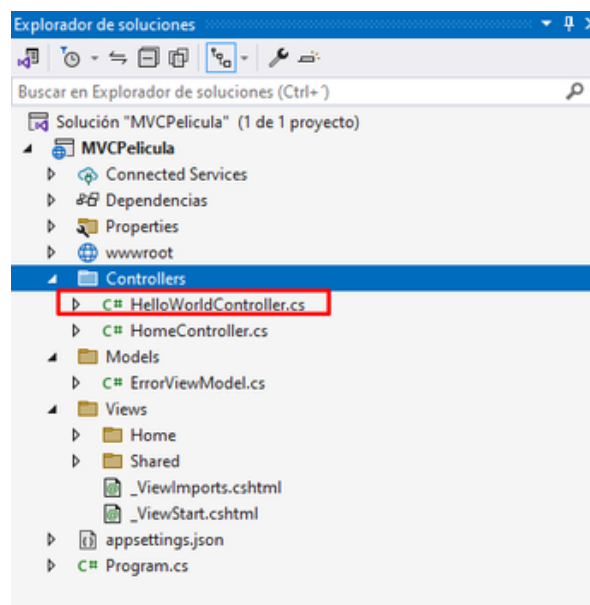 Explorador de soluciones
Buscar en Explorador de soluciones (Ctrl+´)
Solución "MVCPelicula" (1 de 1 proyecto)
MVCPelicula
Connected Services
Dependencias
Properties
wwwroot
Controllers
C# HelloWorldController.cs
C# HomeController.cs
Models
C# ErrorViewModel.cs
Views
Home
Shared
_ViewImports.cshtml
_ViewStart.cshtml
appsettings.json
C# Program.cs